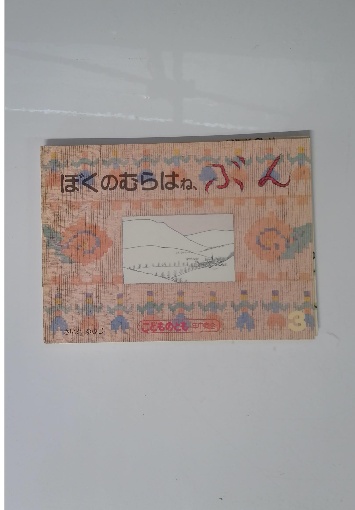 ぼくのむらはね、ぶん
こどものとも
3